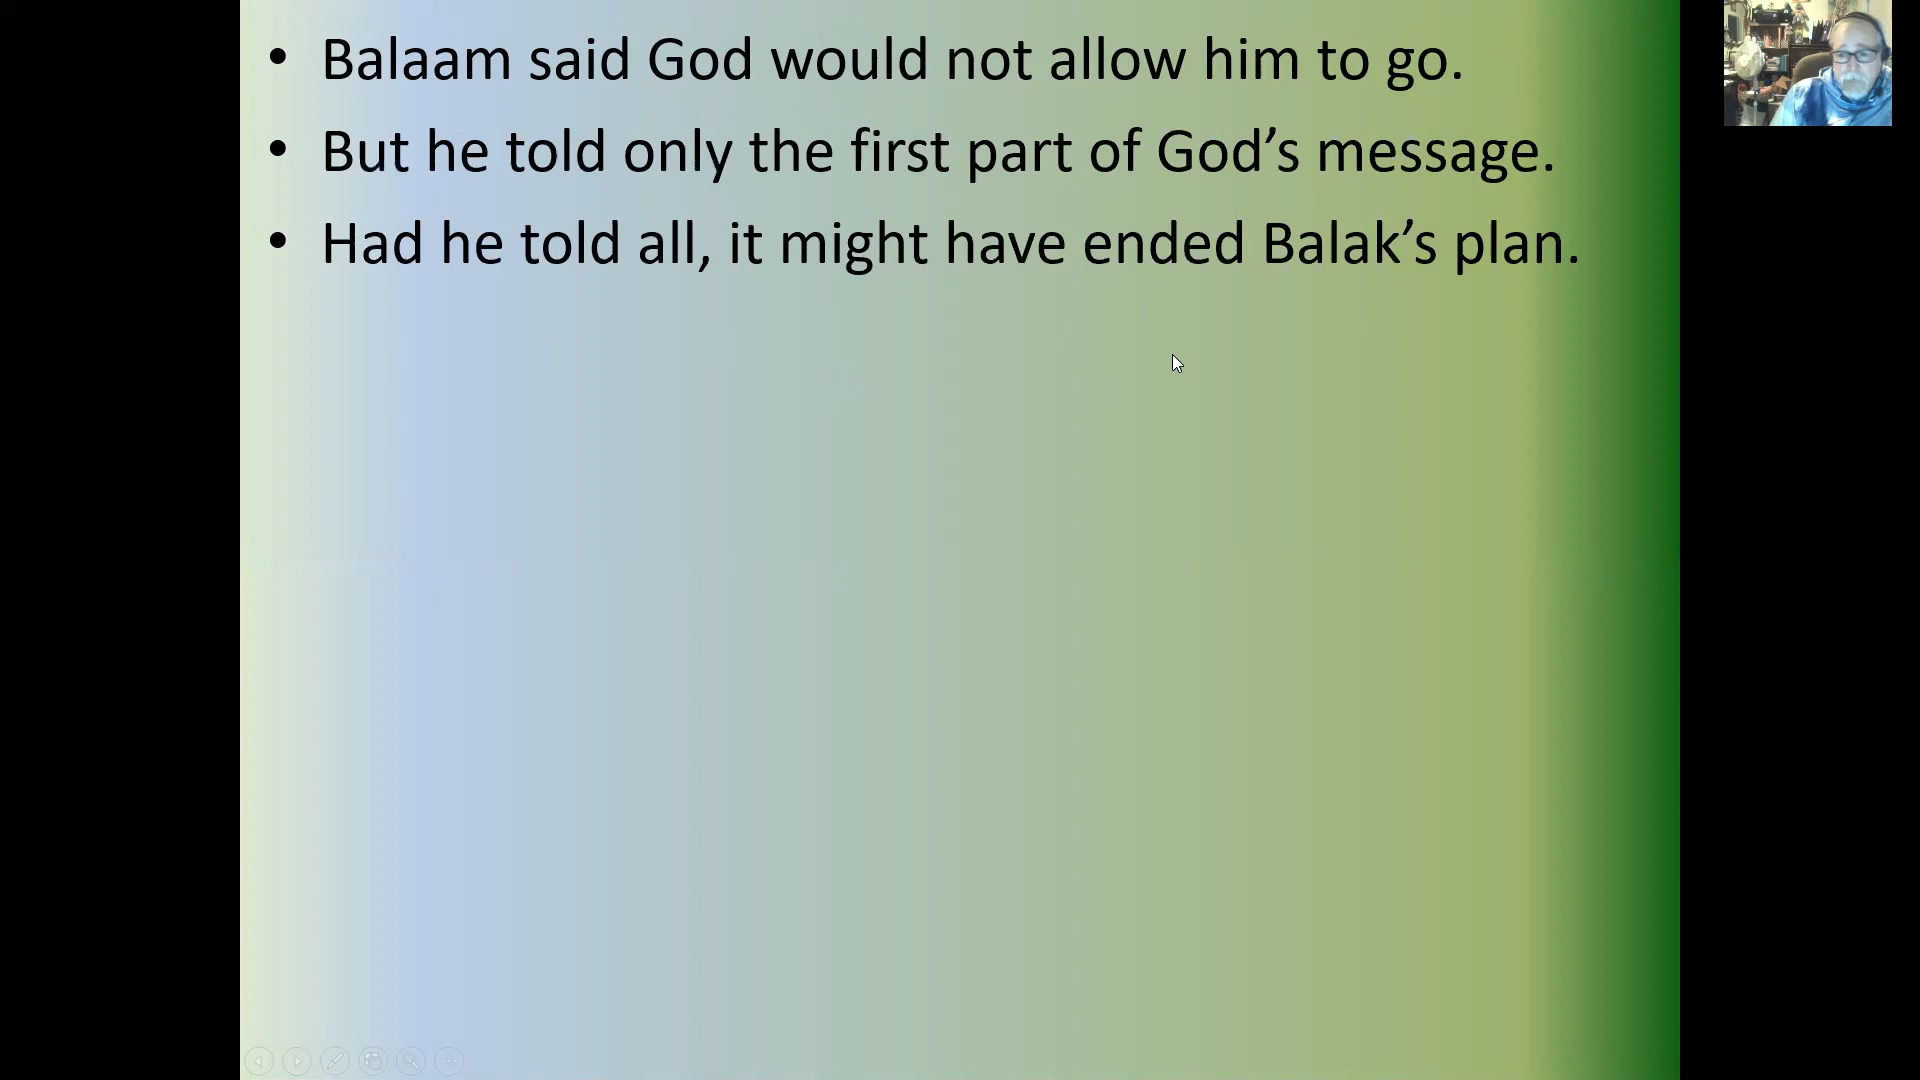 • Balaam said God would not allow him to go.
• But he told only the first part of God’s message.
• Had he told all, it might have ended Balak’s plan.